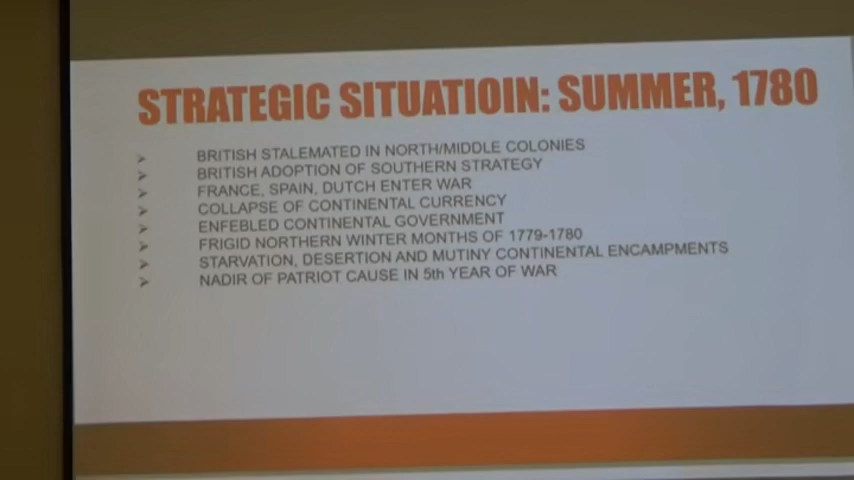 STRATEGIC SITUATIOIN: SUMMER, 1780
BRITISH STALEMATED IN NORTH/MIDDLE COLONIES
BRITISH ADOPTION OF SOUTHERN STRATEGY
FRANCE, SPAIN, DUTCH ENTER WAR
COLLAPSE OF CONTINENTAL CURRENCY
ENFEBLED CONTINENTAL GOVERNMENT
FRIGID NORTHERN WINTER MONTHS OF 1779-1780
STARVATION, DESERTION AND MUTINY CONTINENTAL ENCAMPMENTS
NADIR OF PATRIOT CAUSE IN 5th YEAR OF WAR